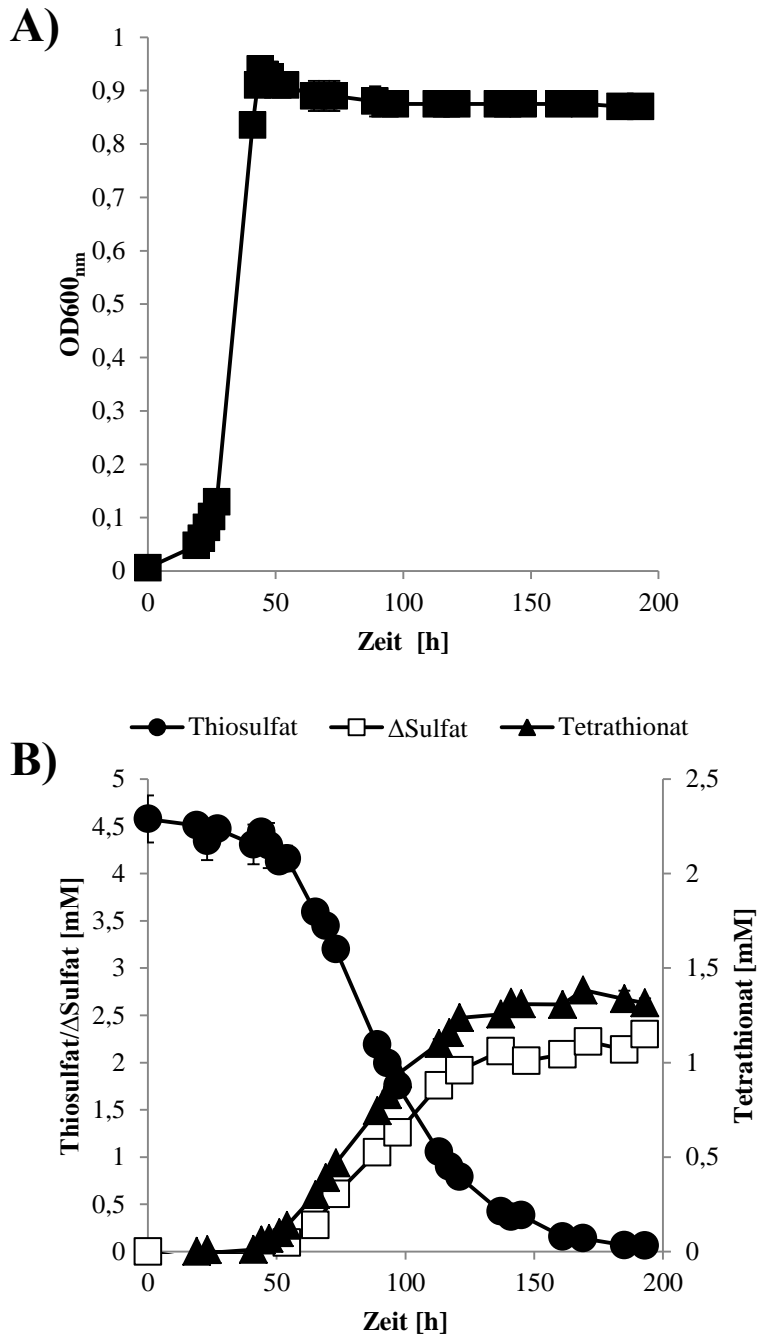 A)
1
0,9
0,8
0,7
0,6
0,5
0,4
0,3
0,2
0,1
0
OD600nm
0 50 100 150 200
Zeit [h]
Thiosulfat ΔSulfat Tetrathionat
B)
5
4,5
4
3,5
3
2,5
2
1,5
1
0,5
0
Thiosulfat/ΔSulfat [mM]
2,5
2
1,5
1
0,5
0
Tetrathionat [mM]
0 50 100 150 200
Zeit [h]